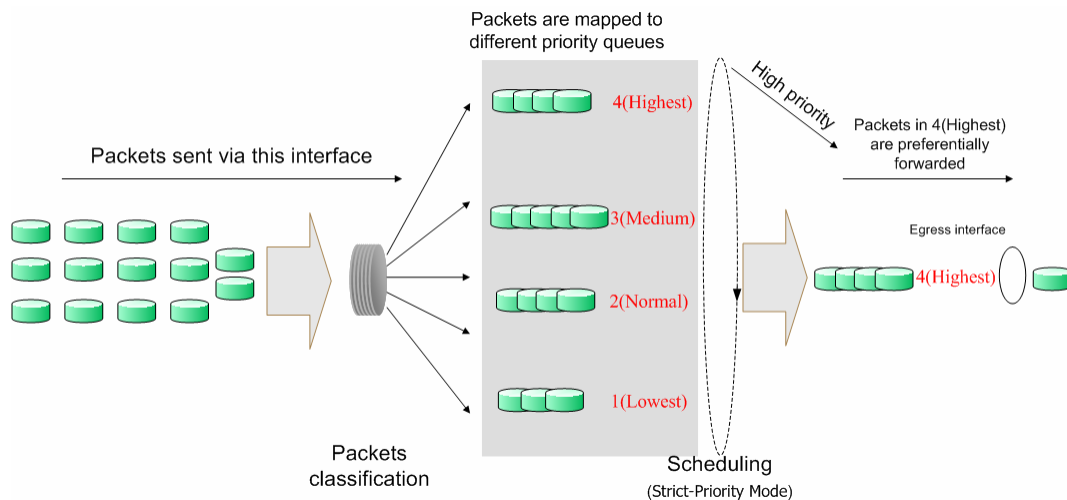 Packets are mapped to
different priority queues
Packets sent via this interface
4(Highest)
3(Medium)
2(Normal)
1(Lowest)
High priority
Packets in 4(Highest)
are preferentially
forwarded
Egress interface
4(Highest)
Packets
classification
Scheduling
(Strict-Priority Mode)